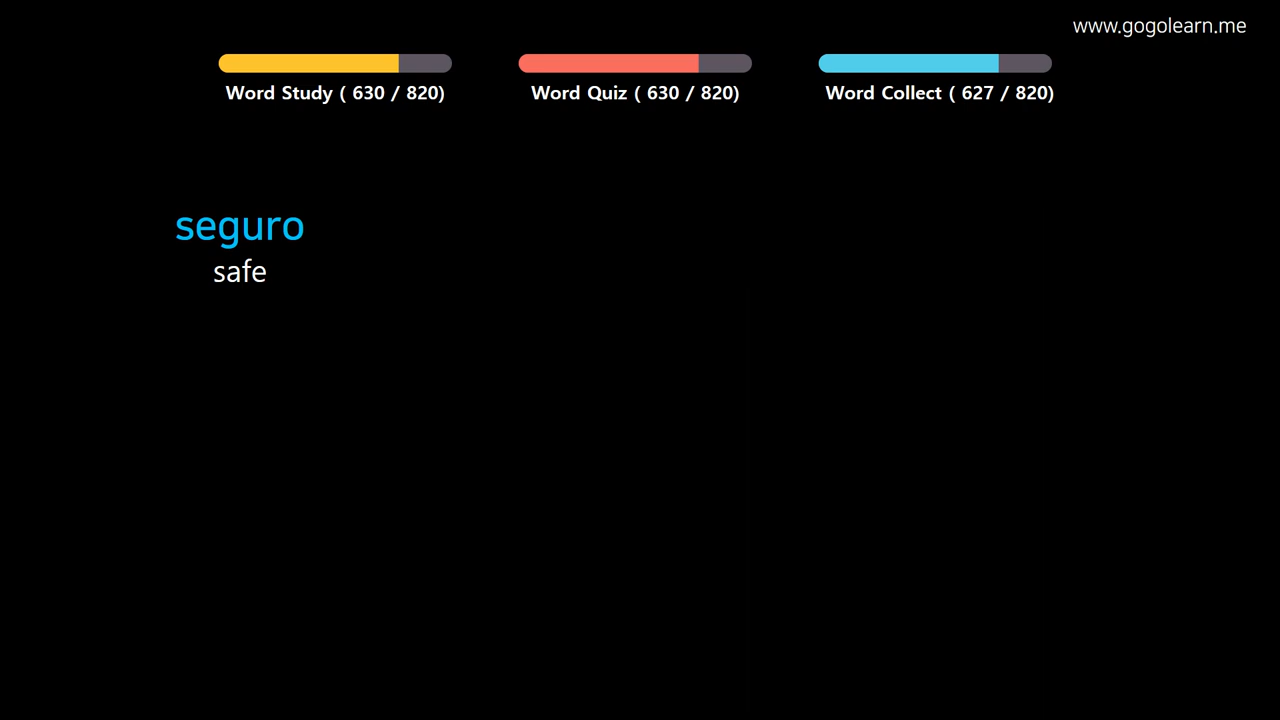 www.gogolearn.me
Word Study ( 630 / 820)
Word Quiz ( 630 / 820)
Word Collect ( 627 / 820)
seguro
safe